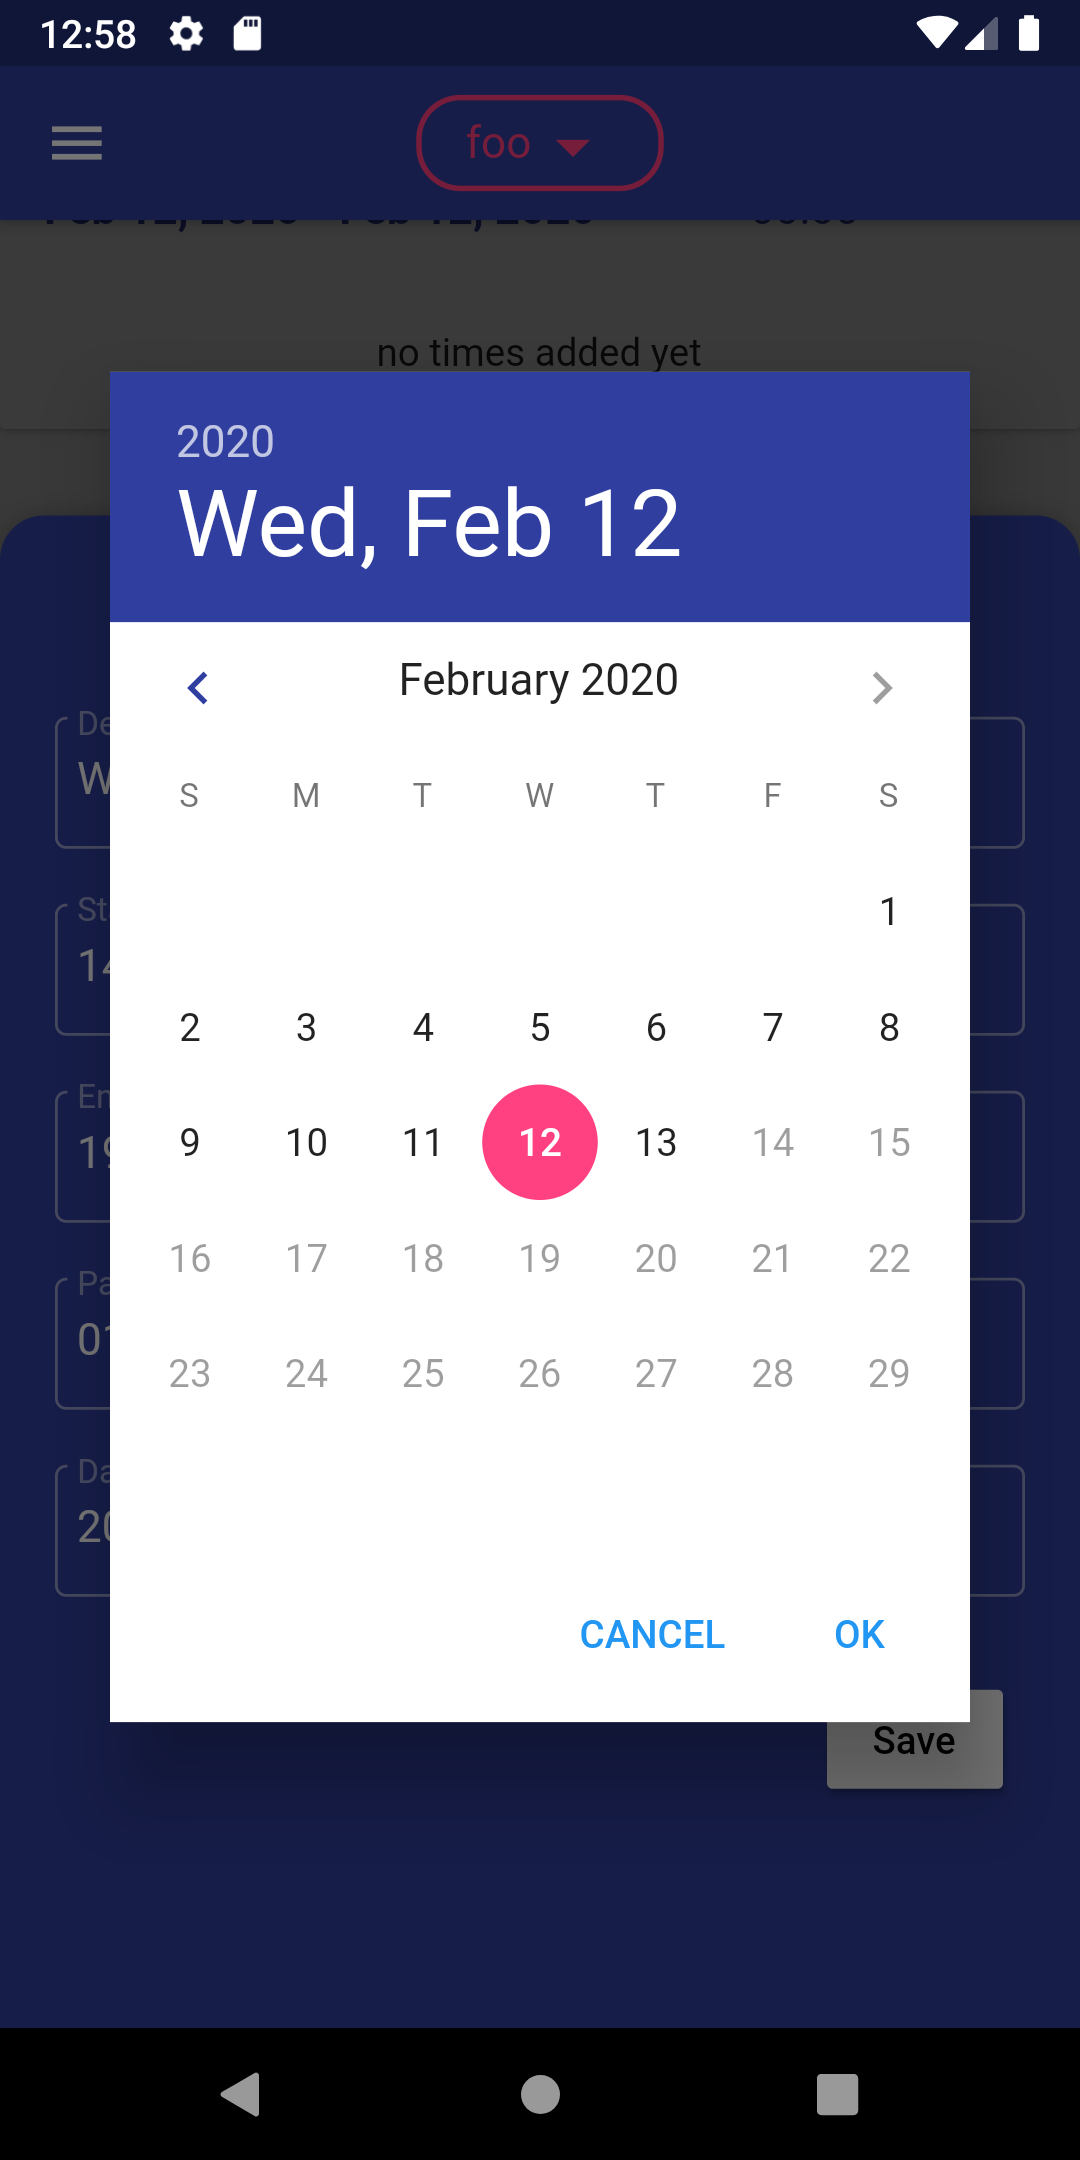 12:58
foo
no times added yet
2020
Wed, Feb 12
February 2020
S M T W T F S
1
2 3 4 5 6 7 8
9 10 11 12 13 14 15
16 17 18 19 20 21 22
23 24 25 26 27 28 29
CANCEL OK
Save